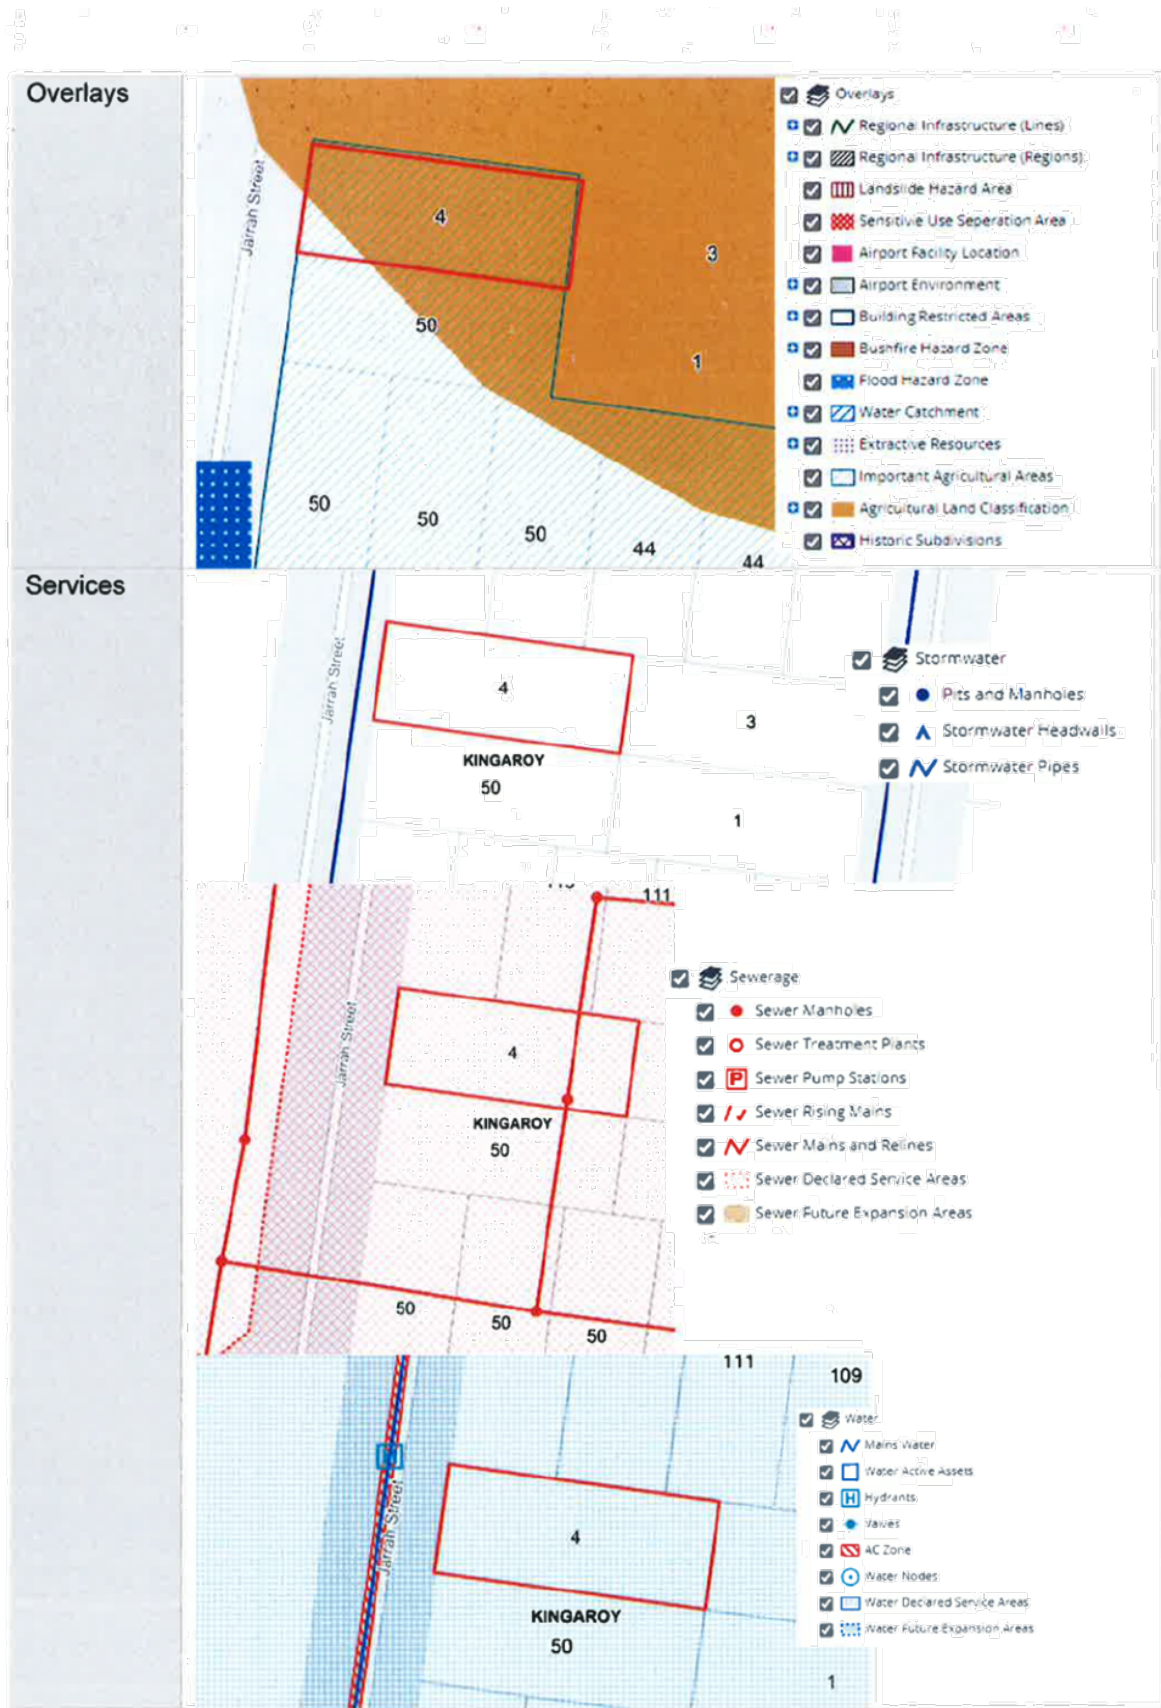 Overlays
Jarrah Street
4
3
50
1
50
50
50
44
44
Overlays
Regional Infrastructure (Lines)
Regional Infrastructure (Regions)
Landslide Hazard Area
Sensitivie Use Seperation Area
Airport Facility Location
Airport Environment
Building Restricted Areas
Bushfire Hazard Zone
Flood Hazard Zone
Water Catchment
Extractive Resources
Important Agricultural Areas
Agricultural Land Classification
Historic Subdivisions
Services
Jarrah Street
4
3
KINGAROY
50
1
Stormwater
Pits and Manholes
Stormwater Headwalls
Stormwater Pipes
111
Jarrah Street
4
KINGAROY
50
50
50
50
Sewerage
Sewer Manholes
Sewer Treatment Plants
P
Sewer Pump Stations
Sewer Rising Mains
Sewer Mains and Relines
Sewer Declared Service Areas
Sewer Future Expansion Areas
111
109
H
Jarrah Street
4
KINGAROY
50
1
Water
Mains Water
Water Active Assets
H
Hydrants
Valves
AC Zone
Water Nodes
Water Declared Service Areas
Water Future Expansion Areas